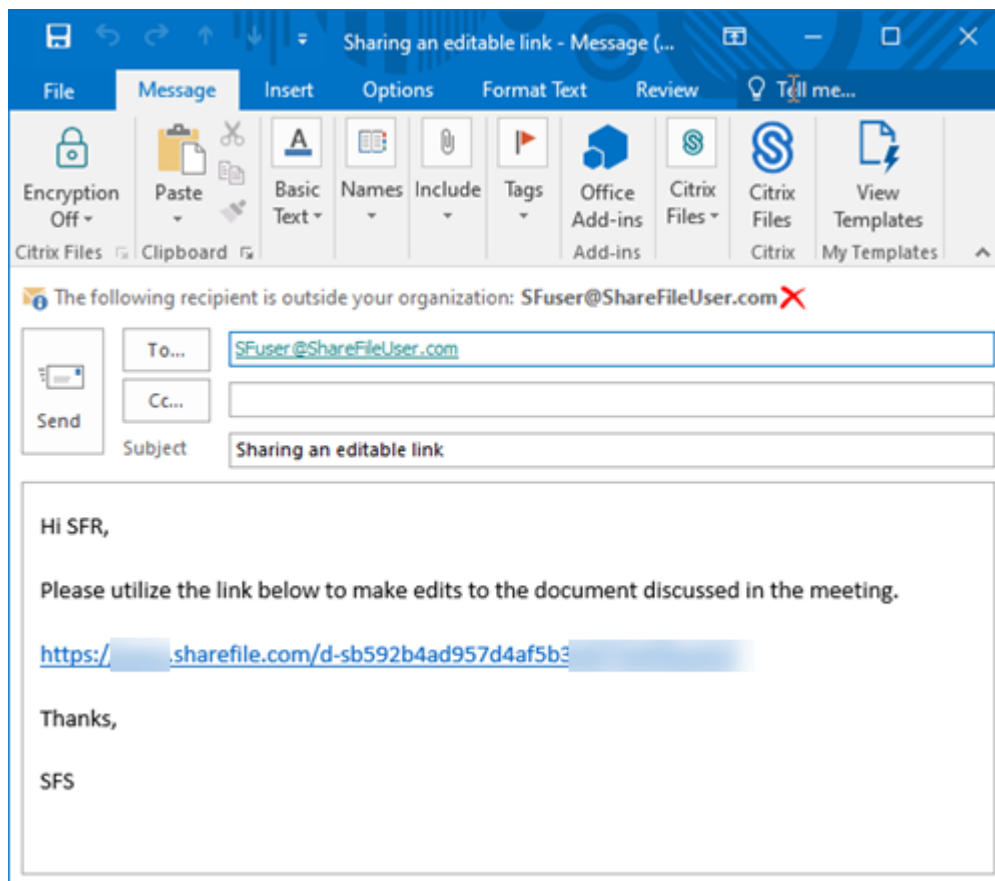 Sharing an editable link - Message (...
File Message Insert Options Format Text Review Tell me...
Encryption Off Paste Basic Text Names Include Tags Office Add-ins Citrix Files Citrix Files View Templates
Citrix Files Clipboard Add-ins Citrix My Templates
The following recipient is outside your organization: SFuser@ShareFileUser.com
To... SFuser@ShareFileUser.com
Cc...
Send
Subject Sharing an editable link
Hi SFR,
Please utilize the link below to make edits to the document discussed in the meeting.
https:/ .sharefile.com/d-sb592b4ad957d4af5b3
Thanks,
SFS